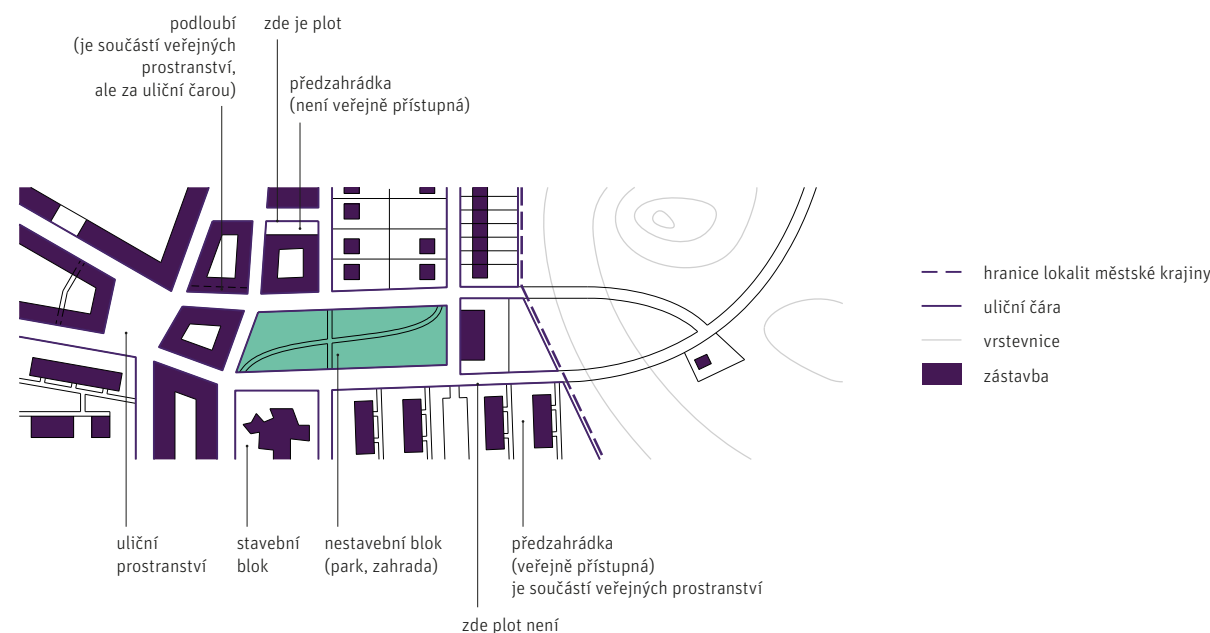 podloubí
(je součástí veřejných
prostranství,
ale za uliční čarou)
zde je plot
předzahrádka
(není veřejně přístupná)
hranice lokalit městské krajiny
uliční čára
vrstevnice
zástavba
uliční
prostranství
stavební
blok
nestavební blok
(park, zahrada)
předzahrádka
(veřejně přístupná)
je součástí veřejných prostranství
zde plot není